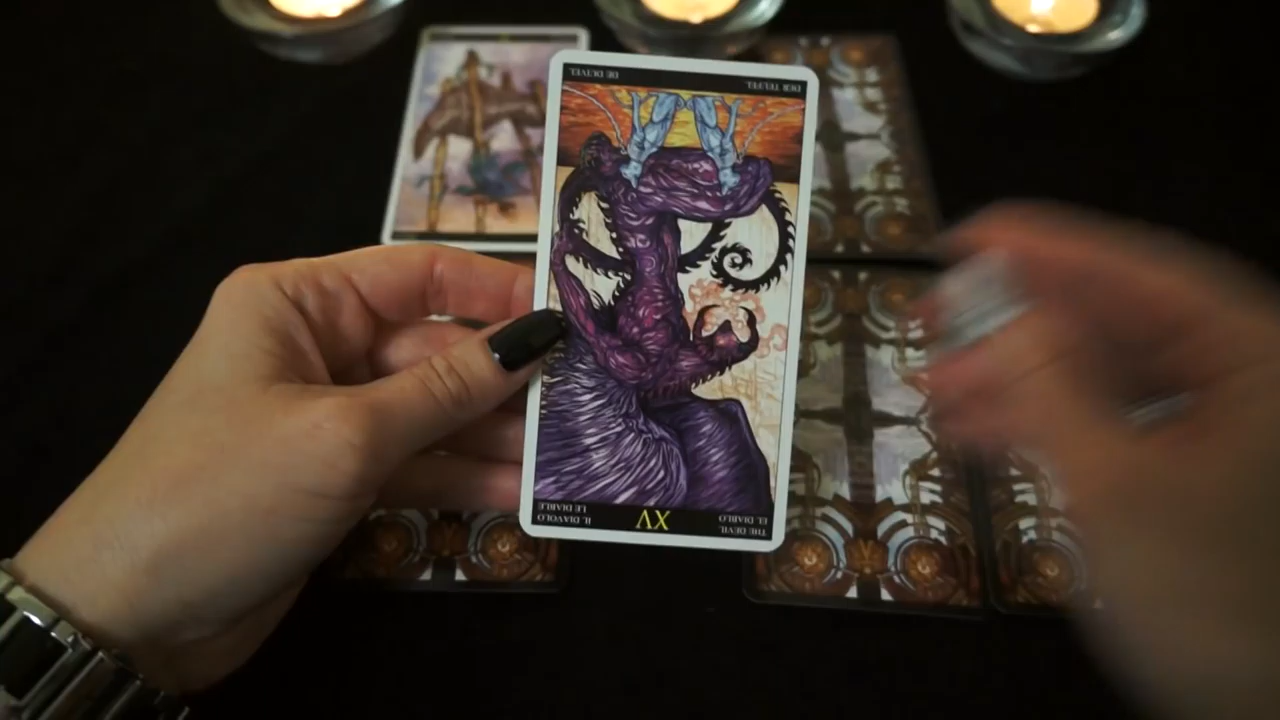 THE DEVIL
EL DIABLO
XV
IL DIAVOLO
LE DIABLE
DER TEUFEL
DE DUIVEL